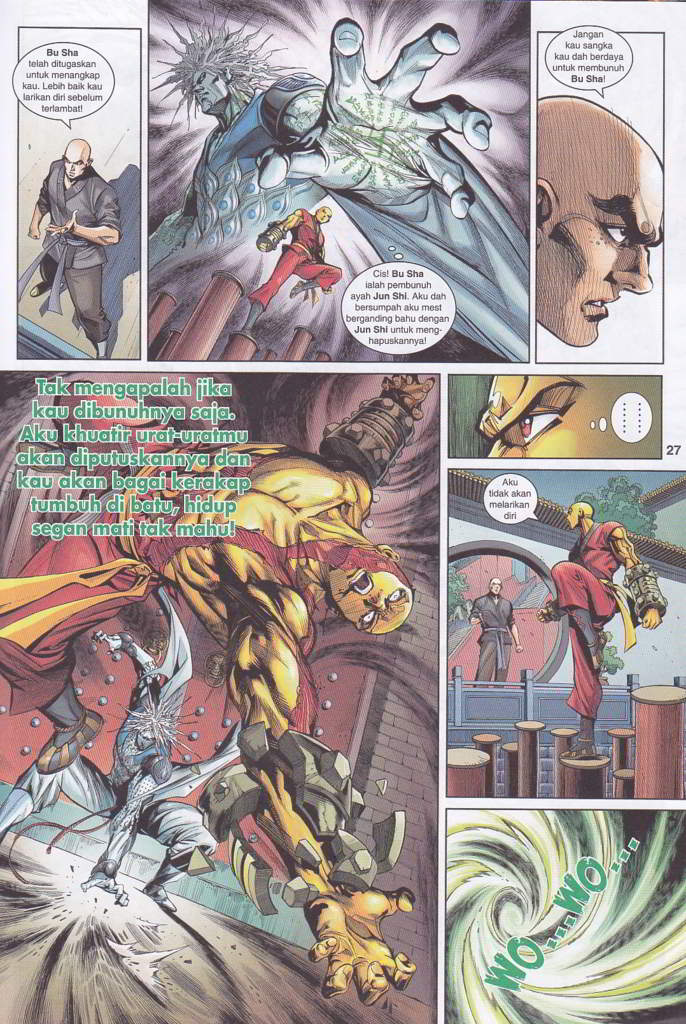 Bu Sha
telah ditugaskan
untuk menangkap
kau. Lebih baik kau
larikan diri sebelum
terlambat!
Cis! Bu Sha
ialah pembunuh
ayah Jun Shi. Aku dah
bersumpah aku mest
berganding bahu dengan
Jun Shi untuk meng-
hapuskannya!
Jangan
kau sangka
kau dah berdaya
untuk membunuh
Bu Sha!
Tak mengapalah jika
kau dibunuhnya saja.
Aku khuatir urat-uratmu
akan diputuskannya dan
kau akan bagai kerakap
tumbuh di batu, hidup
segan mati tak mahu!
27
Aku
tidak akan
melarikan
diri
WO...WO...